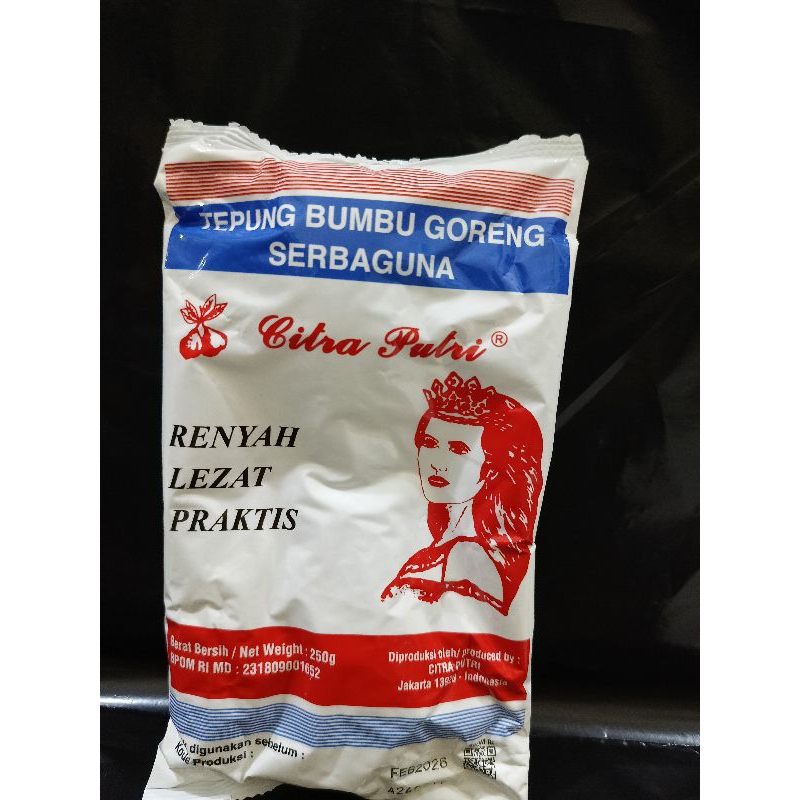 TEPUNG BUMBU GORENG
SERBAGUNA
Citra Putri ®
RENYAH
LEZAT
PRAKTIS
Berat Bersih / Net Weight : 250g
BPOM RI MD : 231809001652
Diproduksi oleh/ produced by :
CITRA PUTRI
Jakarta - Indonesia
digunakan sebelum :
Kode Produksi :
FEB2026